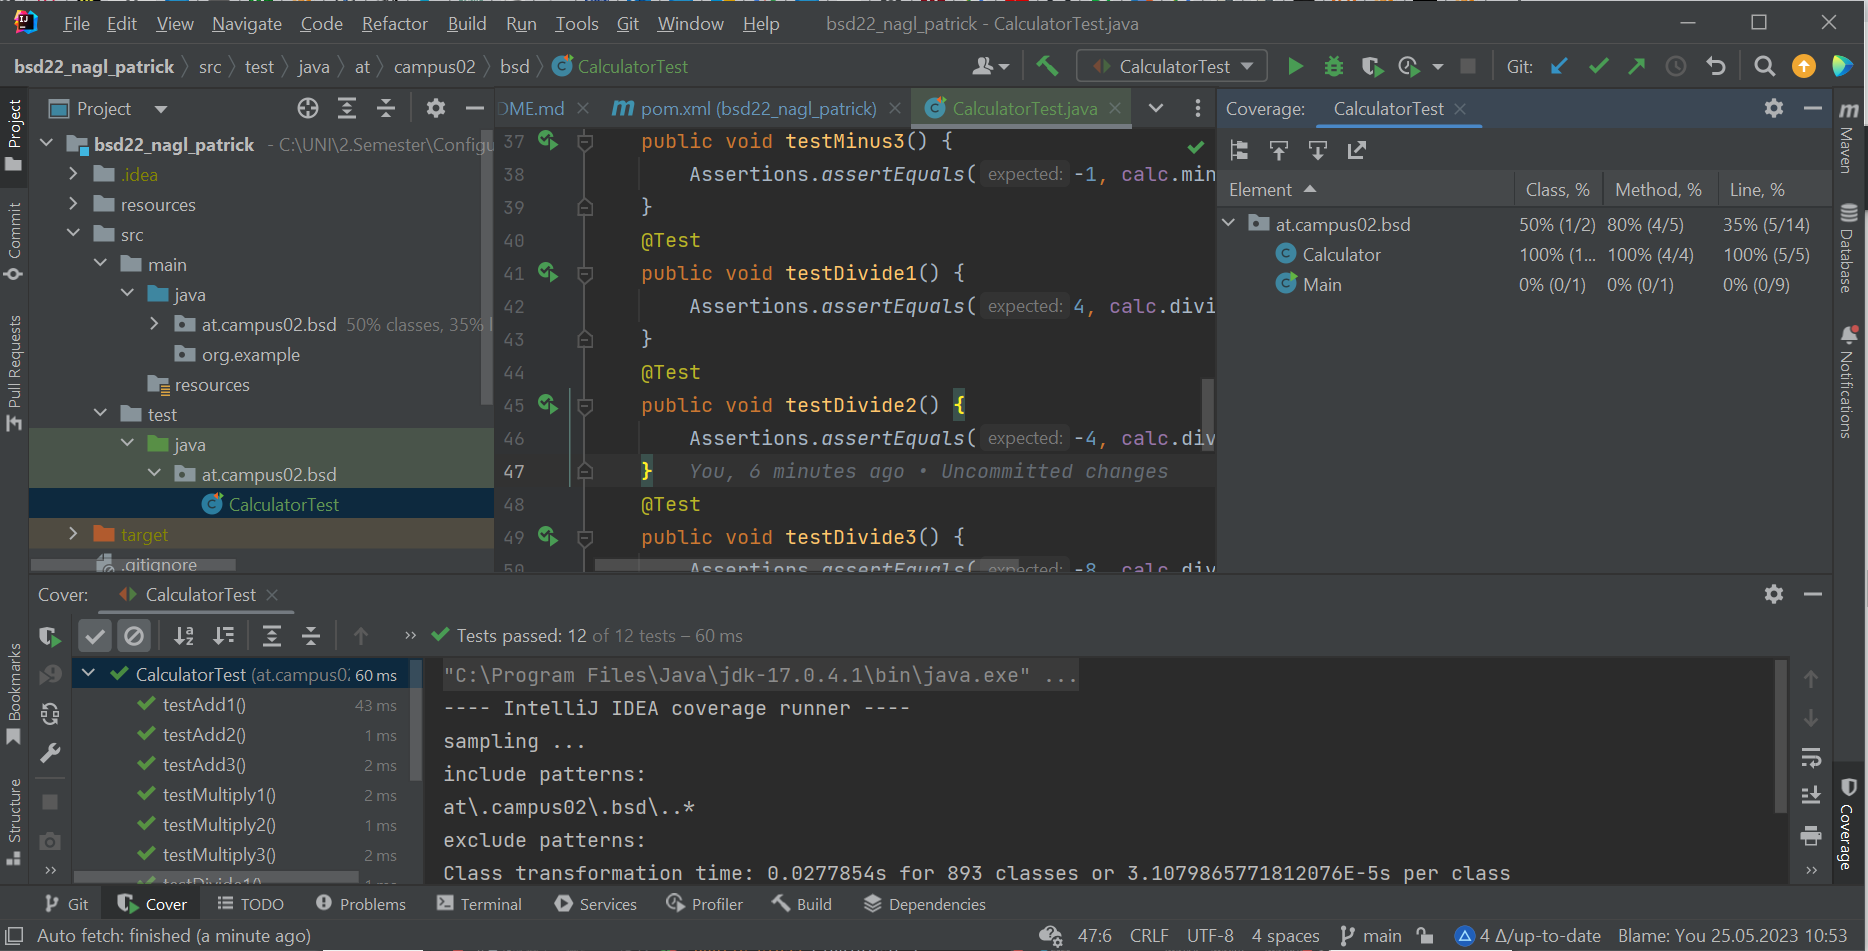 File Edit View Navigate Code Refactor Build Run Tools Git Window Help bsd22_nagl_patrick - CalculatorTest.java
bsd22_nagl_patrick src test java at campus02 bsd CalculatorTest CalculatorTest Git:
Project
Commit
Pull Requests
Bookmarks
Structure
Project
bsd22_nagl_patrick - C:\UNI\2.Semester\Configu
.idea
resources
src
main
java
at.campus02.bsd 50% classes, 35% l
org.example
resources
test
java
at.campus02.bsd
CalculatorTest
target
.gitignore
DME.md pom.xml (bsd22_nagl_patrick) CalculatorTest.java
37 public void testMinus3() {
38 Assertions.assertEquals( expected: -1, calc.min
39 }
40 @Test
41 public void testDivide1() {
42 Assertions.assertEquals( expected: 4, calc.divi
43 }
44 @Test
45 public void testDivide2() {
46 Assertions.assertEquals( expected: -4, calc.div
47 } You, 6 minutes ago • Uncommitted changes
48 @Test
49 public void testDivide3() {
50 Assertions.assertEquals( expected: -8, calc.div
Coverage: CalculatorTest
Element Class, % Method, % Line, %
at.campus02.bsd 50% (1/2) 80% (4/5) 35% (5/14)
Calculator 100% (1... 100% (4/4) 100% (5/5)
Main 0% (0/1) 0% (0/1) 0% (0/9)
Maven
Database
Notifications
Coverage
Cover: CalculatorTest
Tests passed: 12 of 12 tests – 60 ms
CalculatorTest (at.campus02 60 ms
testAdd1() 43 ms
testAdd2() 1 ms
testAdd3() 2 ms
testMultiply1() 2 ms
testMultiply2() 1 ms
testMultiply3() 2 ms
testDivide1() 1 ms
"C:\Program Files\Java\jdk-17.0.4.1\bin\java.exe" ...
---- IntelliJ IDEA coverage runner ----
sampling ...
include patterns:
at\.campus02\.bsd\..*
exclude patterns:
Class transformation time: 0.0277854s for 893 classes or 3.1079865771812076E-5s per class
Git Cover TODO Problems Terminal Services Profiler Build Dependencies
Auto fetch: finished (a minute ago) 47:6 CRLF UTF-8 4 spaces main 4 Δ/up-to-date Blame: You 25.05.2023 10:53